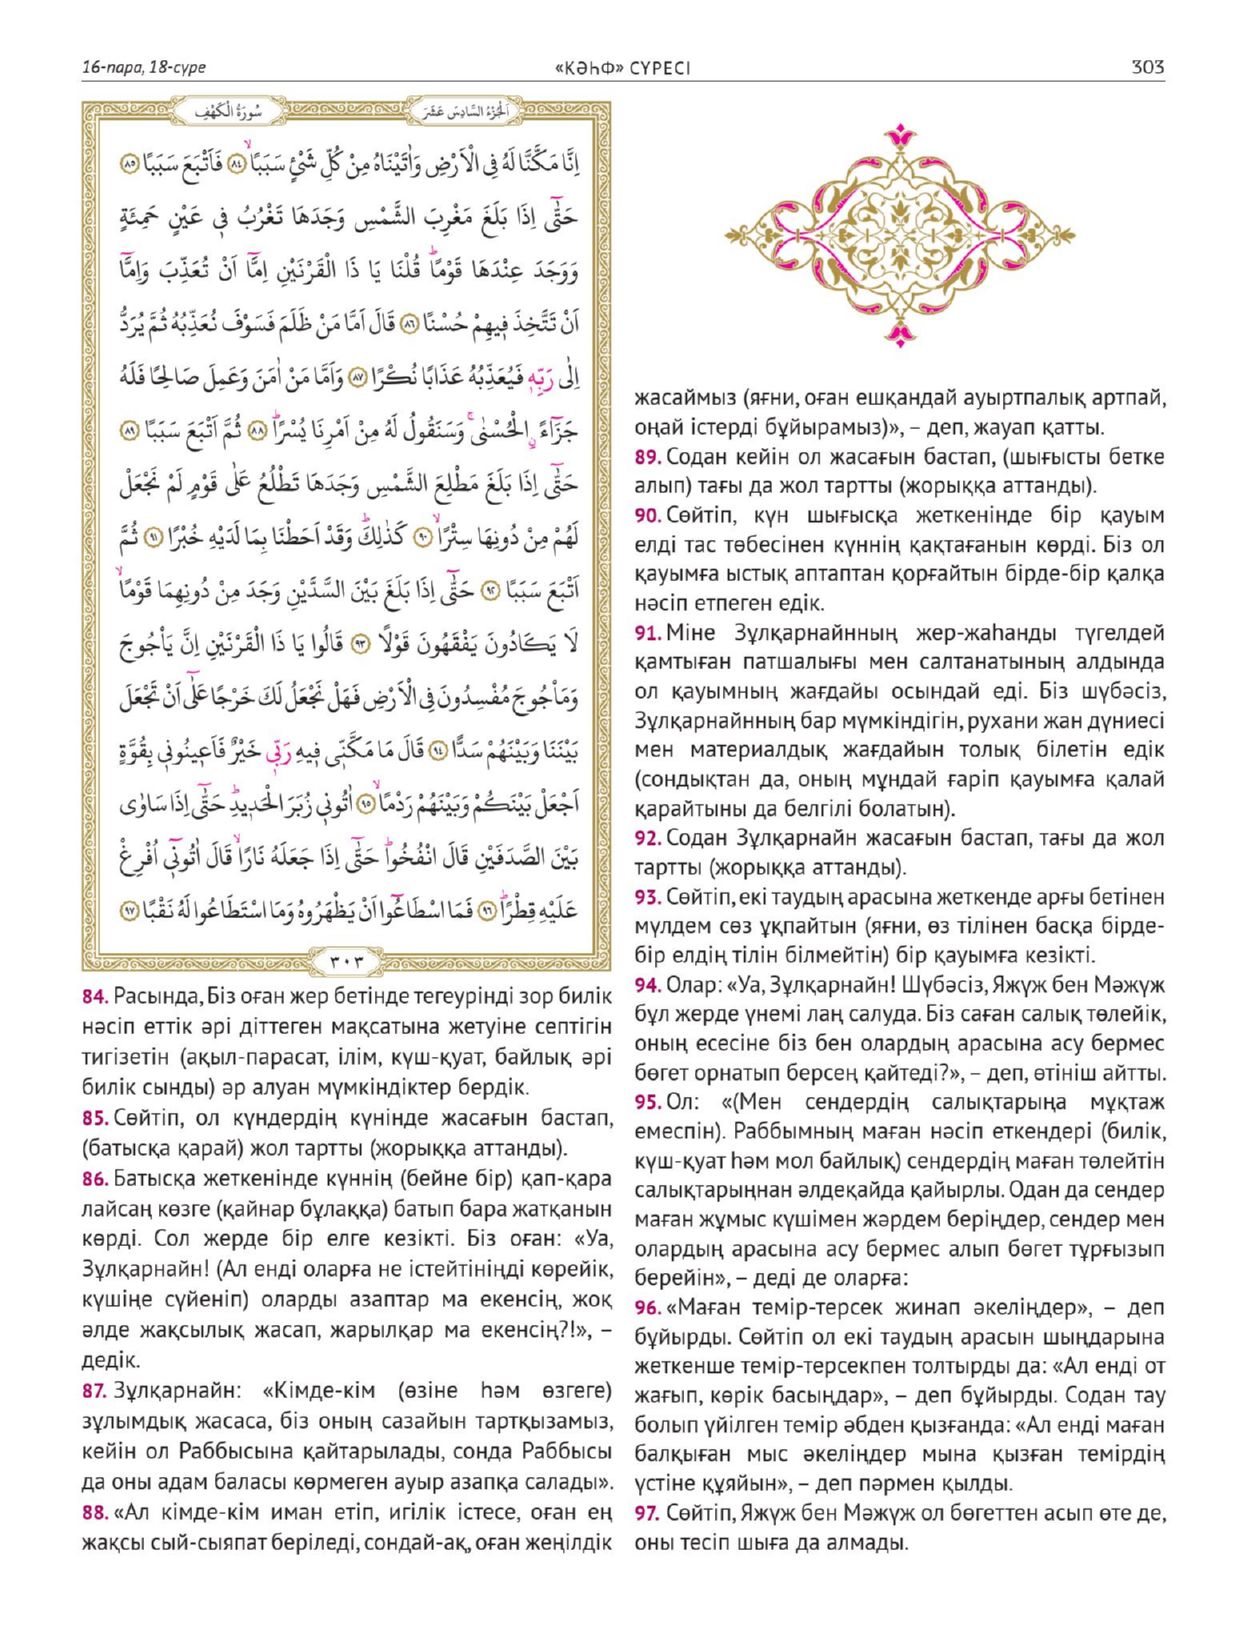 16-пара, 18-сүре
«КӘҺФ» СҮРЕСІ
303
اَلْجُزْءُ السَّادِسَ عَشَرَ
سُورَةُ الْكَهْفِ
اِنَّا مَكَّنَّا لَهُ فِى الْاَرْضِ وَاٰتَيْنَاهُ مِنْ كُلِّ شَىْءٍ سَبَبًاۙ ﴿٨٤﴾ فَاَتْبَعَ سَبَبًا ﴿٨٥﴾
حَتّٰٓى اِذَا بَلَغَ مَغْرِبَ الشَّمْسِ وَجَدَهَا تَغْرُبُ فٖى عَيْنٍ حَمِئَةٍ
وَوَجَدَ عِنْدَهَا قَوْمًاؕ قُلْنَا يَا ذَا الْقَرْنَيْنِ اِمَّٓا اَنْ تُعَذِّبَ وَاِمَّٓا
اَنْ تَتَّخِذَ فٖيهِمْ حُسْنًا ﴿٨٦﴾ قَالَ اَمَّا مَنْ ظَلَمَ فَسَوْفَ نُعَذِّبُهُ ثُمَّ يُرَدُّ
اِلٰى رَبِّهٖ فَيُعَذِّبُهُ عَذَابًا نُكْرًا ﴿٨٧﴾ وَاَمَّا مَنْ اٰمَنَ وَعَمِلَ صَالِحًا فَلَهُ
جَزَٓاءًۨ الْحُسْنٰىۚ وَسَنَقُولُ لَهُ مِنْ اَمْرِنَا يُسْرًاؕ ﴿٨٨﴾ ثُمَّ اَتْبَعَ سَبَبًا ﴿٨٩﴾
حَتّٰٓى اِذَا بَلَغَ مَطْلِعَ الشَّمْسِ وَجَدَهَا تَطْلُعُ عَلٰى قَوْمٍ لَمْ نَجْعَلْ
لَهُمْ مِنْ دُونِهَا سِتْرًاۙ ﴿٩٠﴾ كَذٰلِكَؕ وَقَدْ اَحَطْنَا بِمَا لَدَيْهِ خُبْرًا ﴿٩١﴾ ثُمَّ
اَتْبَعَ سَبَبًا ﴿٩٢﴾ حَتّٰٓى اِذَا بَلَغَ بَيْنَ السَّدَّيْنِ وَجَدَ مِنْ دُونِهِمَا قَوْمًاۙ
لَا يَكَادُونَ يَفْقَهُونَ قَوْلًا ﴿٩٣﴾ قَالُوا يَا ذَا الْقَرْنَيْنِ اِنَّ يَاْجُوجَ
وَمَاْجُوجَ مُفْسِدُونَ فِى الْاَرْضِ فَهَلْ نَجْعَلُ لَكَ خَرْجًا عَلٰٓى اَنْ تَجْعَلَ
بَيْنَنَا وَبَيْنَهُمْ سَدًّا ﴿٩٤﴾ قَالَ مَا مَكَّنّٖى فٖيهِ رَبّٖى خَيْرٌ فَاَعٖينُونٖى بِقُوَّةٍ
اَجْعَلْ بَيْنَكُمْ وَبَيْنَهُمْ رَدْمًاۙ ﴿٩٥﴾ اٰتُونٖى زُبَرَ الْحَدٖيدِؕ حَتّٰٓى اِذَا سَاوٰى
بَيْنَ الصَّدَفَيْنِ قَالَ انْفُخُواؕ حَتّٰٓى اِذَا جَعَلَهُ نَارًاۙ قَالَ اٰتُونٖٓى اُفْرِغْ
عَلَيْهِ قِطْرًاؕ ﴿٩٦﴾ فَمَا اسْطَاعُٓوا اَنْ يَظْهَرُوهُ وَمَا اسْتَطَاعُوا لَهُ نَقْبًا ﴿٩٧﴾
٣٠٣
84. Расында, Біз оған жер бетінде тегеурінді зор билік
нәсіп еттік әрі діттеген мақсатына жетуіне септігін
тигізетін (ақыл-парасат, ілім, күш-қуат, байлық әрі
билік сынды) әр алуан мүмкіндіктер бердік.
85. Сөйтіп, ол күндердің күнінде жасағын бастап,
(батысқа қарай) жол тартты (жорыққа аттанды).
86. Батысқа жеткенінде күннің (бейне бір) қап-қара
лайсаң көзге (қайнар бұлаққа) батып бара жатқанын
көрді. Сол жерде бір елге кезікті. Біз оған: «Уа,
Зұлқарнайн! (Ал енді оларға не істейтініңді көрейік,
күшіңе сүйеніп) оларды азаптар ма екенсің, жоқ
әлде жақсылық жасап, жарылқар ма екенсің?!», –
дедік.
87. Зұлқарнайн: «Кімде-кім (өзіне һәм өзгеге)
зұлымдық жасаса, біз оның сазайын тартқызамыз,
кейін ол Раббысына қайтарылады, сонда Раббысы
да оны адам баласы көрмеген ауыр азапқа салады».
88. «Ал кімде-кім иман етіп, игілік істесе, оған ең
жақсы сый-сыяпат беріледі, сондай-ақ, оған жеңілдік
жасаймыз (яғни, оған ешқандай ауыртпалық артпай,
оңай істерді бұйырамыз)», – деп, жауап қатты.
89. Содан кейін ол жасағын бастап, (шығысты бетке
алып) тағы да жол тартты (жорыққа аттанды).
90. Сөйтіп, күн шығысқа жеткенінде бір қауым
елді тас төбесінен күннің қақтағанын көрді. Біз ол
қауымға ыстық аптаптан қорғайтын бірде-бір қалқа
нәсіп етпеген едік.
91. Міне Зұлқарнайнның жер-жаһанды түгелдей
қамтыған патшалығы мен салтанатының алдында
ол қауымның жағдайы осындай еді. Біз шүбәсіз,
Зұлқарнайнның бар мүмкіндігін, рухани жан дүниесі
мен материалдық жағдайын толық білетін едік
(сондықтан да, оның мұндай ғаріп қауымға қалай
қарайтыны да белгілі болатын).
92. Содан Зұлқарнайн жасағын бастап, тағы да жол
тартты (жорыққа аттанды).
93. Сөйтіп, екі таудың арасына жеткенде арғы бетінен
мүлдем сөз ұқпайтын (яғни, өз тілінен басқа бірде-
бір елдің тілін білмейтін) бір қауымға кезікті.
94. Олар: «Уа, Зұлқарнайн! Шүбәсіз, Яжүж бен Мәжүж
бұл жерде үнемі лаң салуда. Біз саған салық төлейік,
оның есесіне біз бен олардың арасына асу бермес
бөгет орнатып берсең қайтеді?», – деп, өтініш айтты.
95. Ол: «(Мен сендердің салықтарыңа мұқтаж
емеспін). Раббымның маған нәсіп еткендері (билік,
күш-қуат һәм мол байлық) сендердің маған төлейтін
салықтарыңнан әлдеқайда қайырлы. Одан да сендер
маған жұмыс күшімен жәрдем беріңдер, сендер мен
олардың арасына асу бермес алып бөгет тұрғызып
берейін», – деді де оларға:
96. «Маған темір-терсек жинап әкеліңдер», – деп
бұйырды. Сөйтіп ол екі таудың арасын шыңдарына
жеткенше темір-терсекпен толтырды да: «Ал енді от
жағып, көрік басыңдар», – деп бұйырды. Содан тау
болып үйілген темір әбден қызғанда: «Ал енді маған
балқыған мыс әкеліңдер мына қызған темірдің
үстіне құяйын», – деп пәрмен қылды.
97. Сөйтіп, Яжүж бен Мәжүж ол бөгеттен асып өте де,
оны тесіп шыға да алмады.